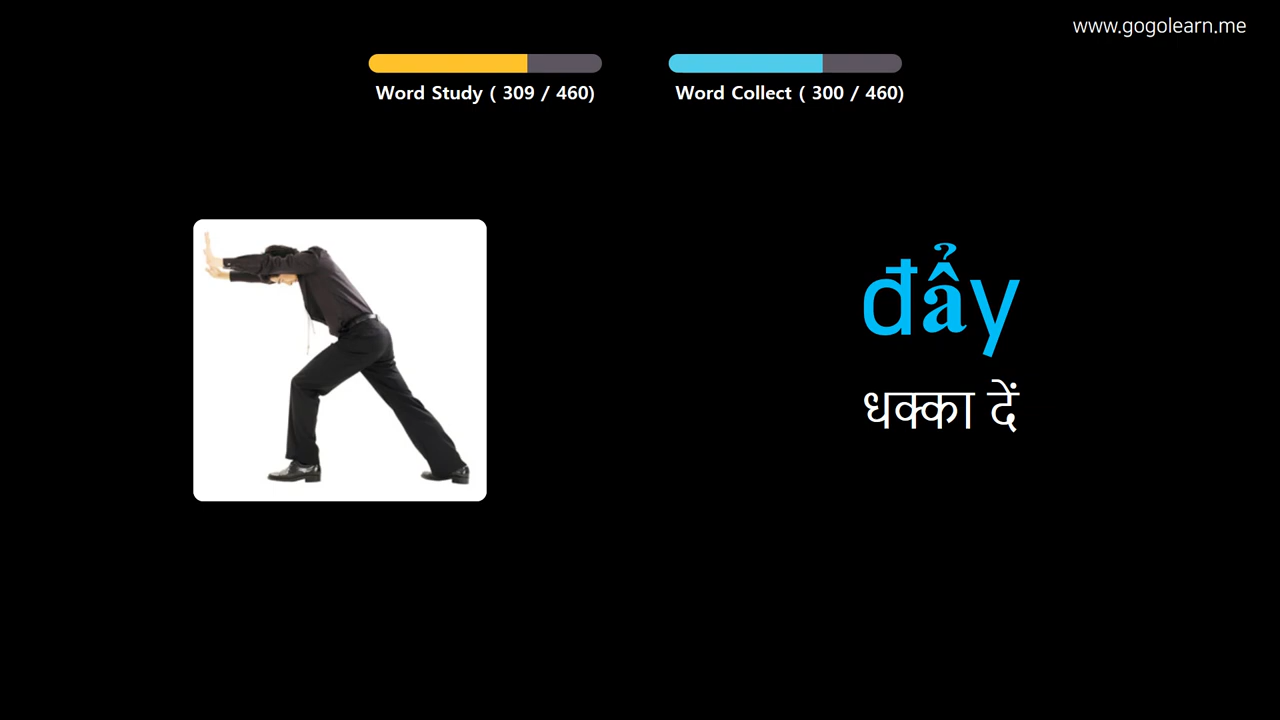 www.gogolearn.me
Word Study ( 309 / 460)
Word Collect ( 300 / 460)
đẩy
धक्का दें